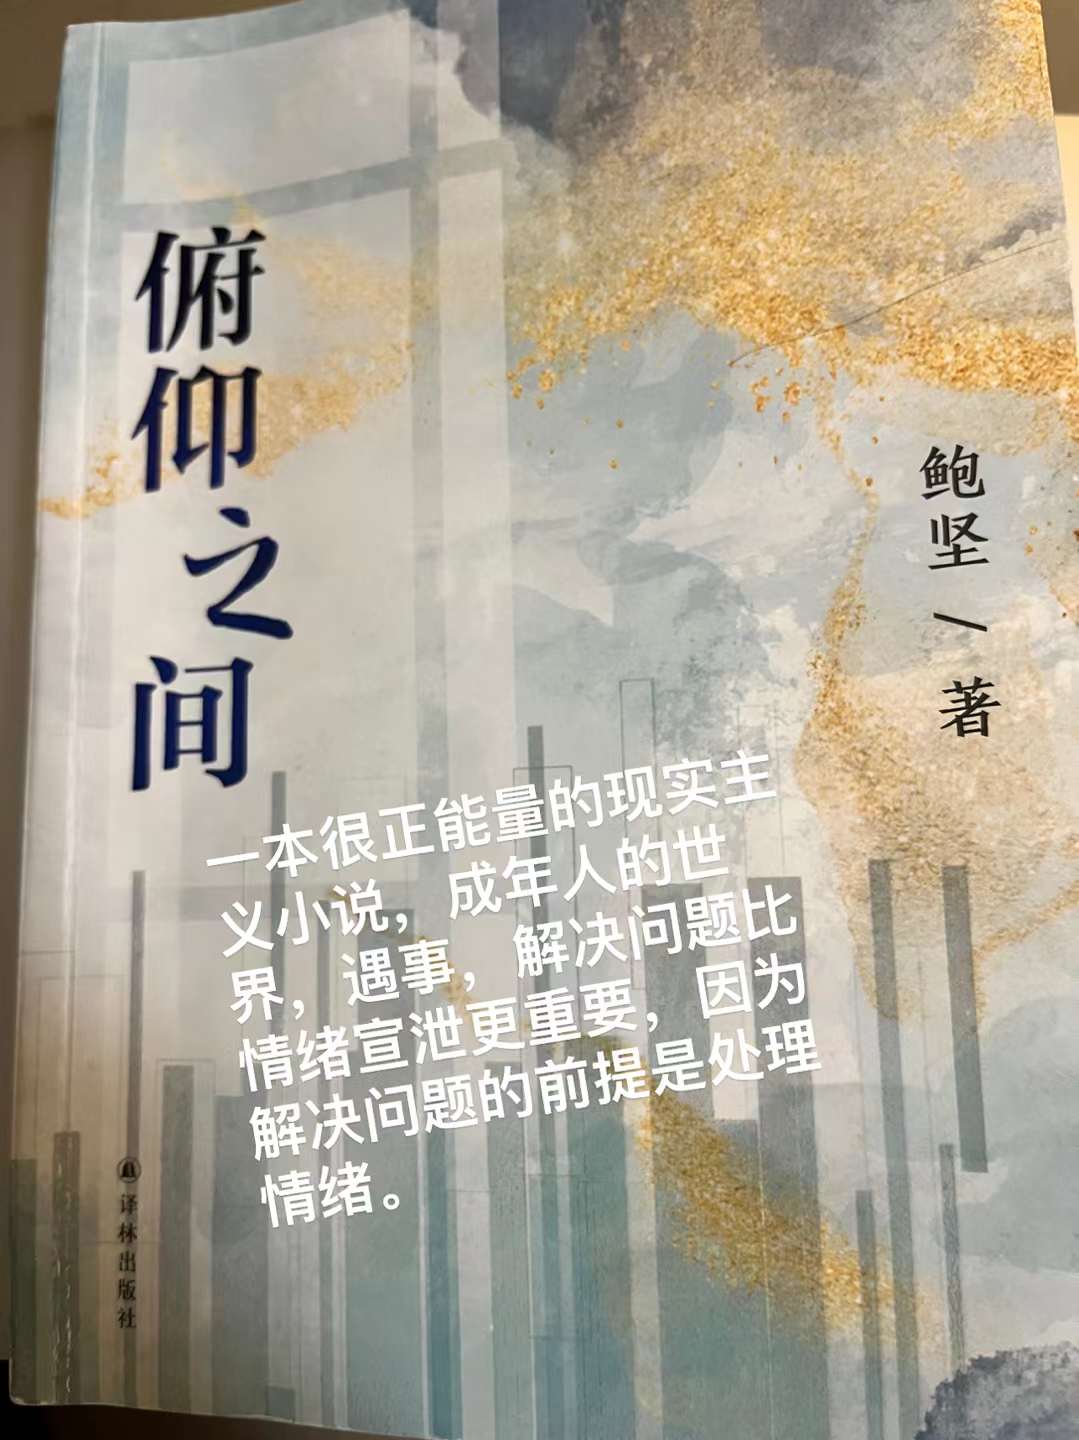 俯仰之间
鲍坚 / 著
一本很正能量的现实主
义小说，成年人的世
界，遇事，解决问题比
情绪宣泄更重要，因为
解决问题的前提是处理
情绪。
译林出版社